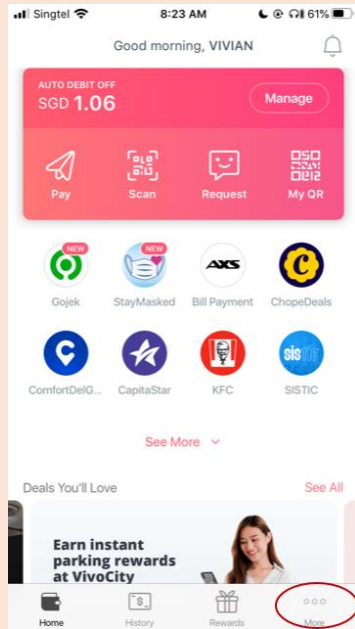 Singtel 8:23 AM 61%
Good morning, VIVIAN
AUTO DEBIT OFF
SGD 1.06
Manage
Pay Scan Request My QR
NEW NEW
AXS C
Gojek StayMasked Bill Payment ChopeDeals
KFC sistic
ComfortDelG... CapitaStar KFC SISTIC
See More
Deals You'll Love See All
Earn instant
parking rewards
at VivoCity
$
Home History Rewards More